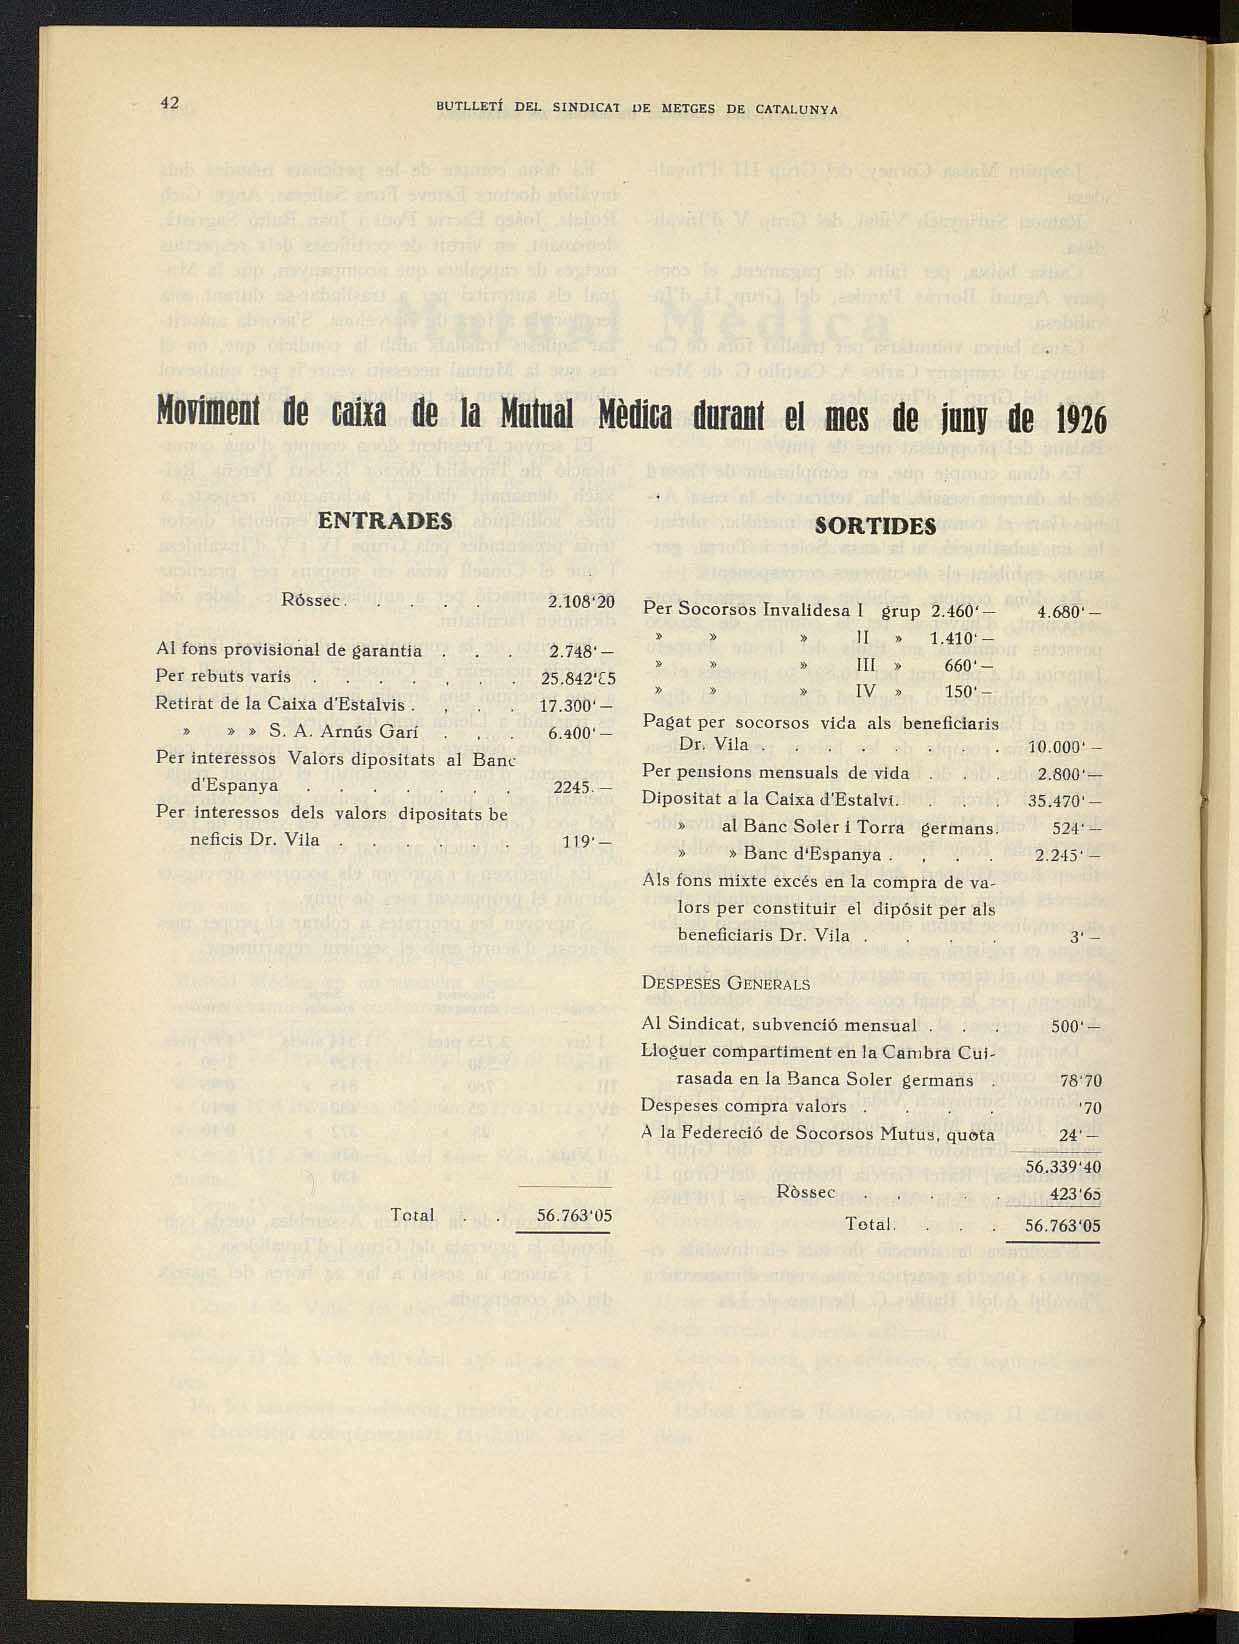 42
BUTLLETÍ DEL SINDICAT DE METGES DE CATALUNYA
Moviment de caixa de la Mutual Mèdica durant el mes de juny de 1926
ENTRADES
Róssec. . . . . 2.108'20
Al fons provisional de garantia . . . 2.748'—
Per rebuts varis . . . . . . . 25.842'85
Retirat de la Caixa d'Estalvis . , . . 17.300'—
» » » S. A. Arnús Garí . . . 6.400'—
Per interessos Valors dipositats al Banc
d'Espanya . . . . . . . 2245.—
Per interessos dels valors dipositats be
neficis Dr. Vila . . . . . . 119'—
Total . . 56.763'05
SORTIDES
Per Socorsos Invalidesa I grup 2.460'— 4.680'—
» » » II » 1.410'—
» » » III » 660'—
» » » IV » 150'—
Pagat per socorsos vida als beneficiaris
Dr. Vila . . . . . . . . 10.000'—
Per pensions mensuals de vida . . . 2.800'—
Dipositat a la Caixa d'Estalvi. . . . 35.470'—
» al Banc Soler i Torra germans. 524'—
» » Banc d'Espanya . , . . 2.245'—
Als fons mixte excés en la compra de va-
lors per constituir el dipósit per als
beneficiaris Dr. Vila . . . . . 3'—
DESPESES GENERALS
Al Sindicat, subvenció mensual . . . 500'—
Lloguer compartiment en la Cambra Cui-
rasada en la Banca Soler germans . 78'70
Despeses compra valors . . . . . '70
A la Federeció de Socorsos Mutus, quota 24'—
56.339'40
Ròssec . . . . . 423'65
Total. . . . 56.763'05